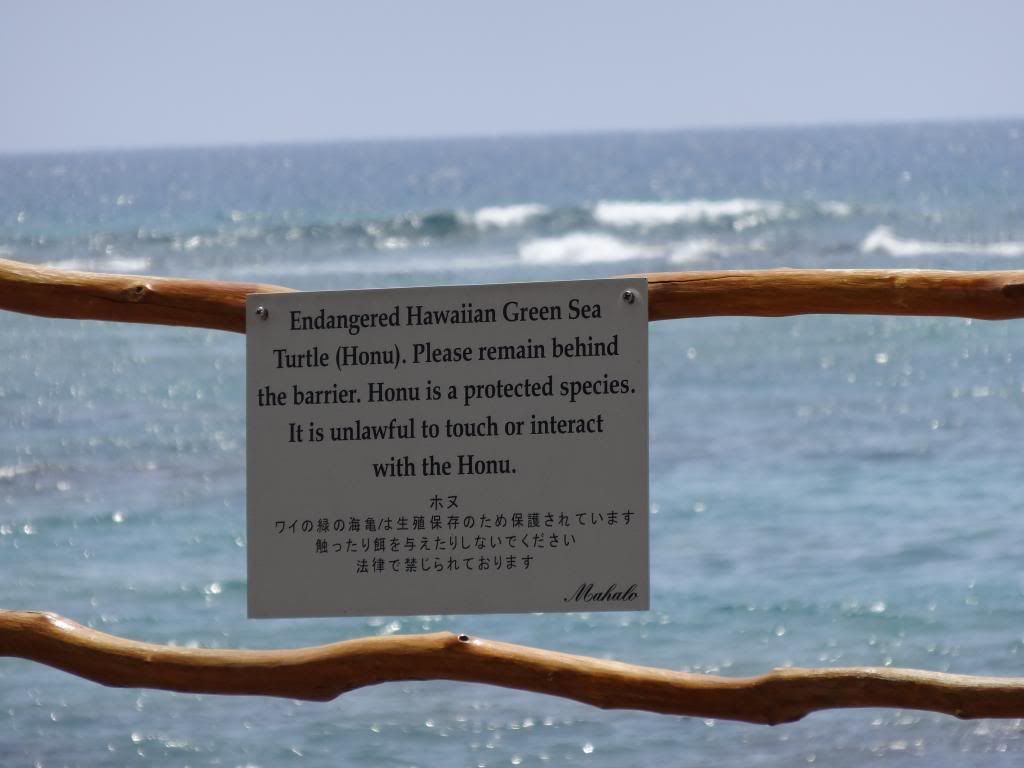 Endangered Hawaiian Green Sea
Turtle (Honu). Please remain behind
the barrier. Honu is a protected species.
It is unlawful to touch or interact
with the Honu.
ホヌ
ワイの緑の海亀/は生殖保存のため保護されています
触ったり餌を与えたりしないでください
法律で禁じられております
Mahalo